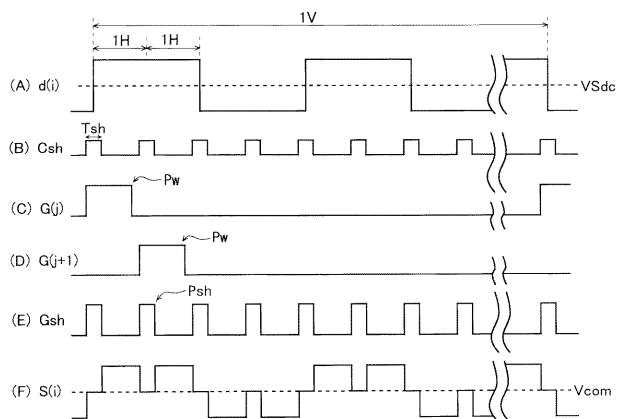 1V
1H 1H
(A) d(i) VSdc
Tsh
(B) Csh
Pw
(C) G(j)
Pw
(D) G(j+1)
Psh
(E) Gsh
(F) S(i) Vcom